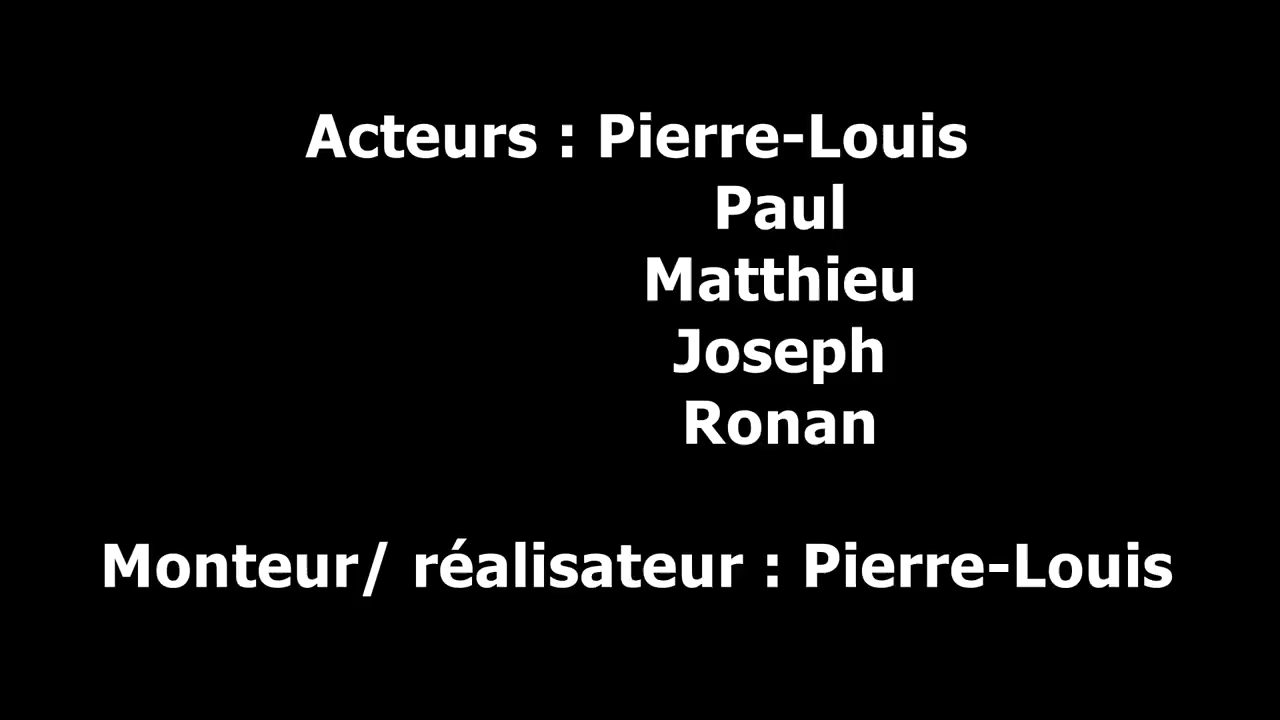 Acteurs : Pierre-Louis
Paul
Matthieu
Joseph
Ronan
Monteur/ réalisateur : Pierre-Louis